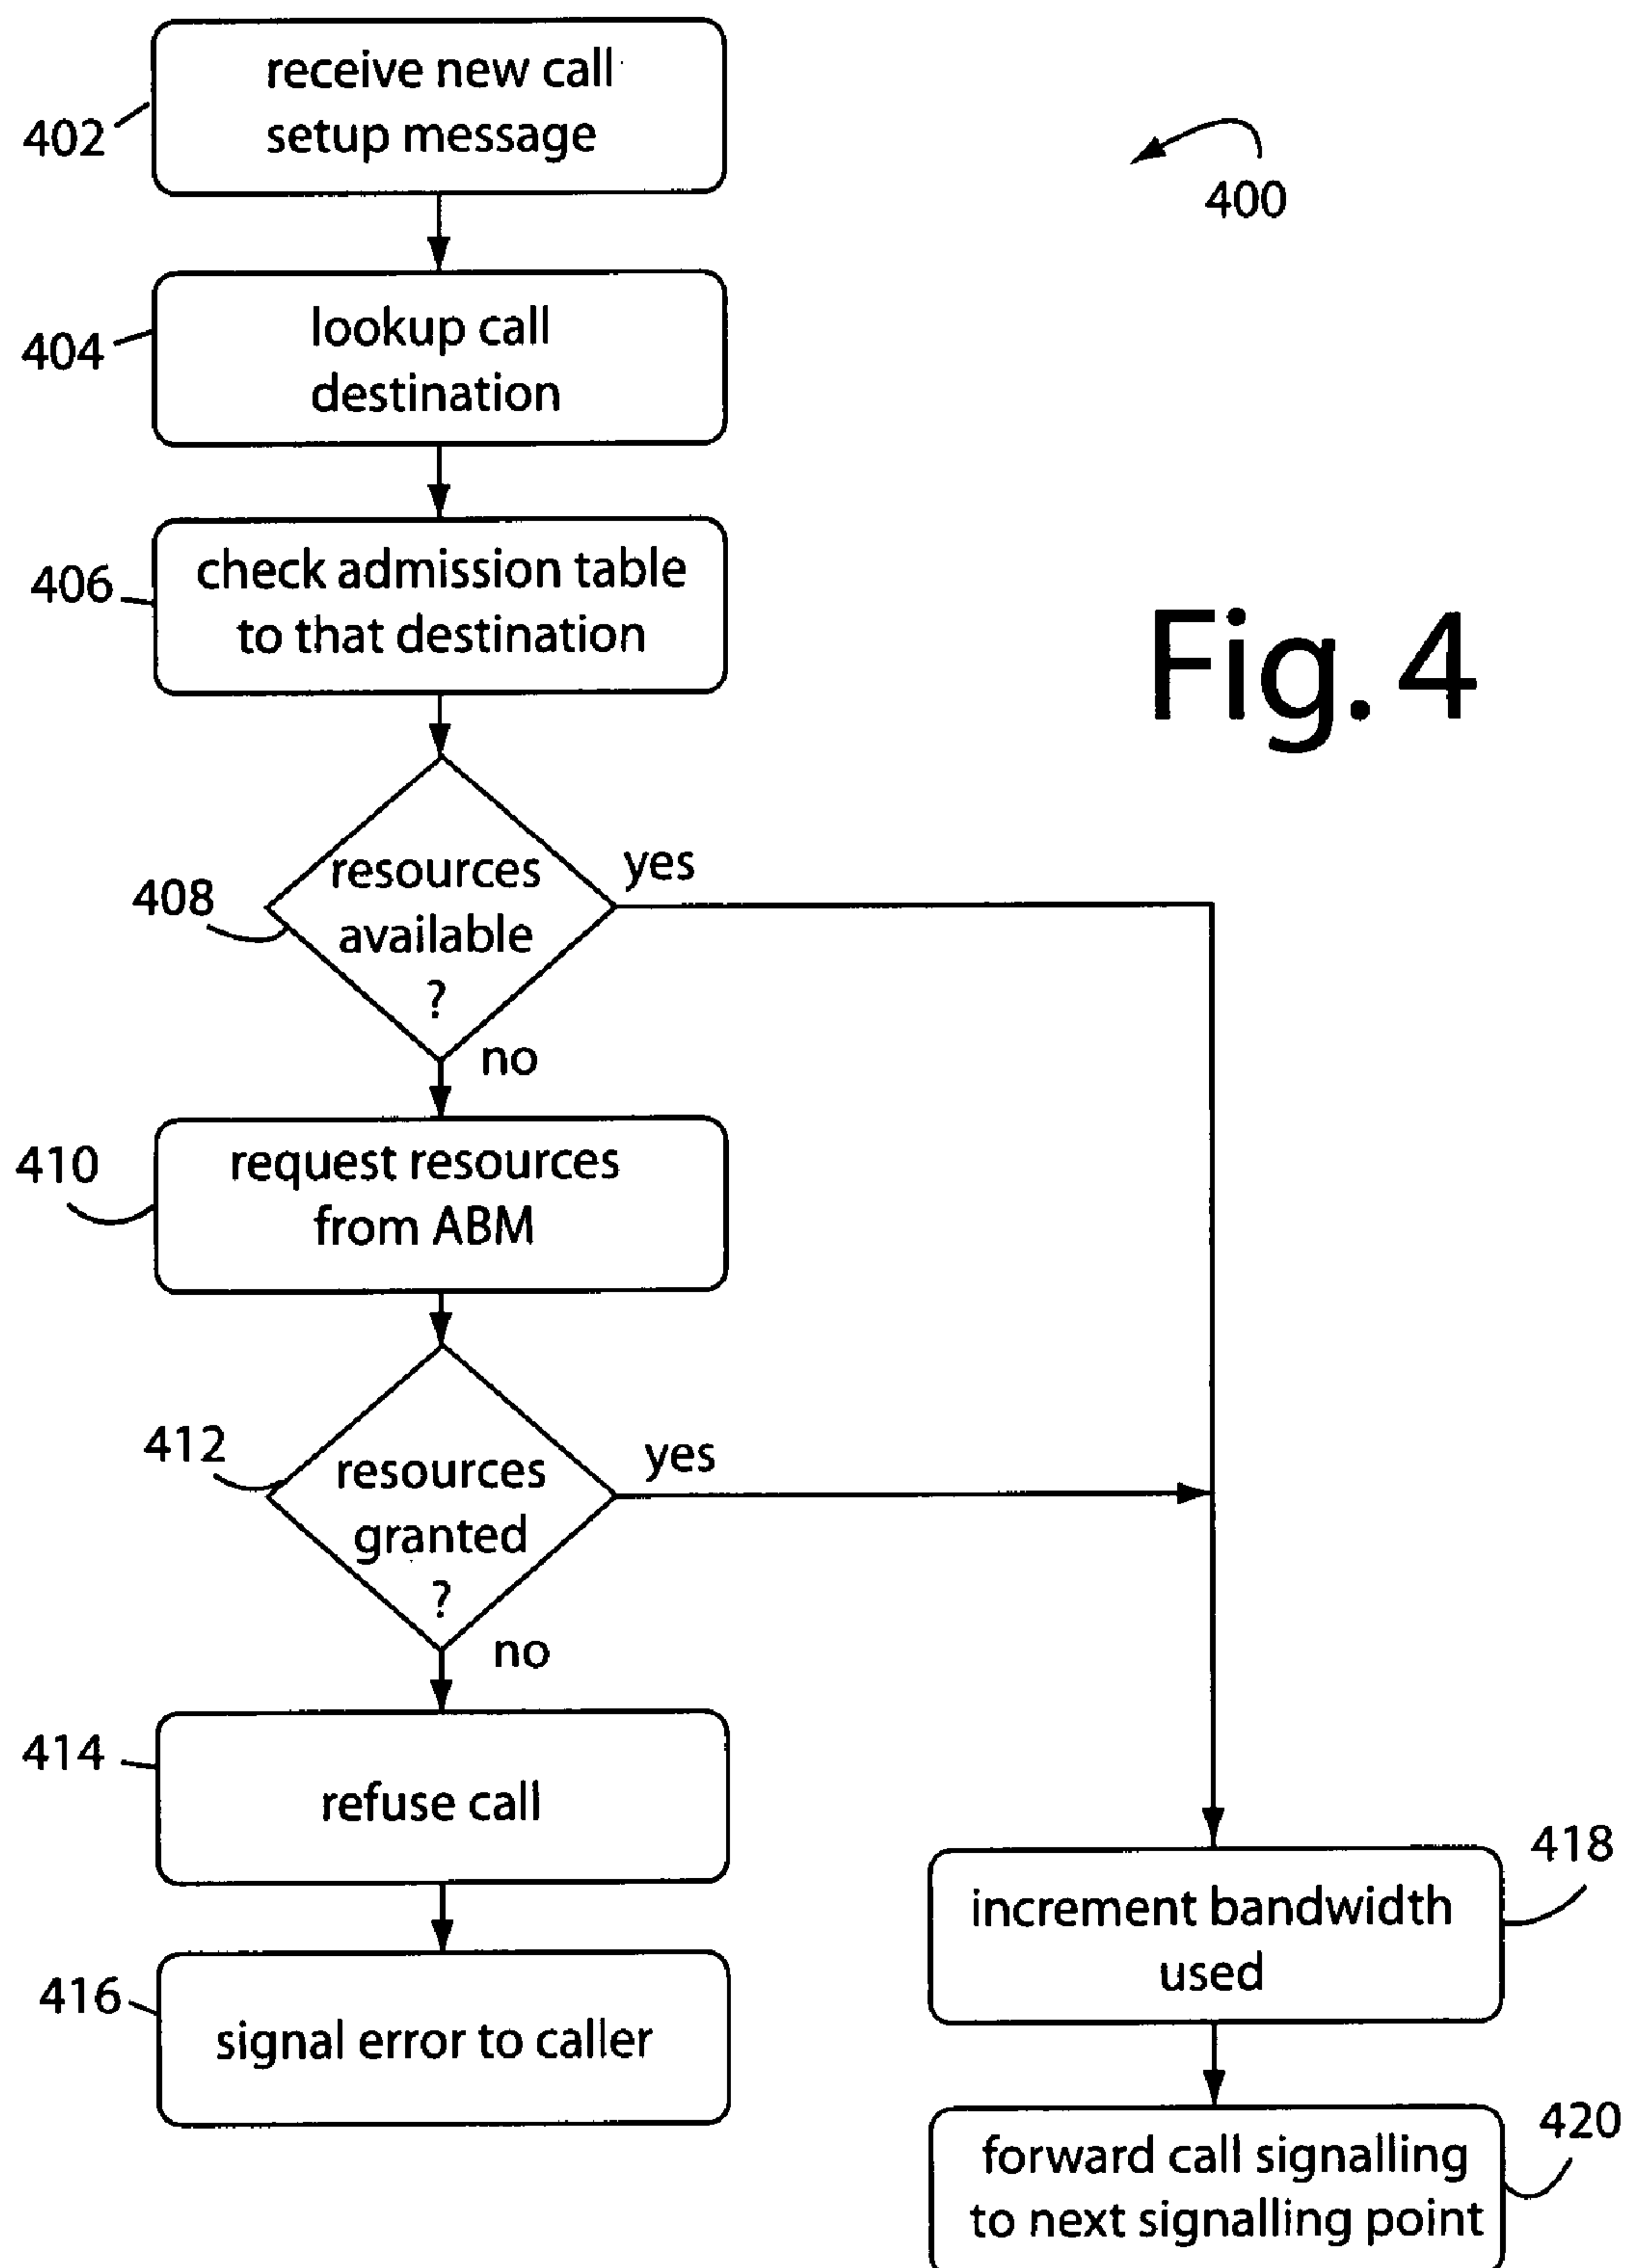 receive new call
setup message
402
400
lookup call
destination
404
check admission table
to that destination
406
Fig. 4
resources
available
?
408
yes
no
request resources
from ABM
410
resources
granted
?
412
yes
no
refuse call
414
signal error to caller
416
increment bandwidth
used
418
forward call signalling
to next signalling point
420